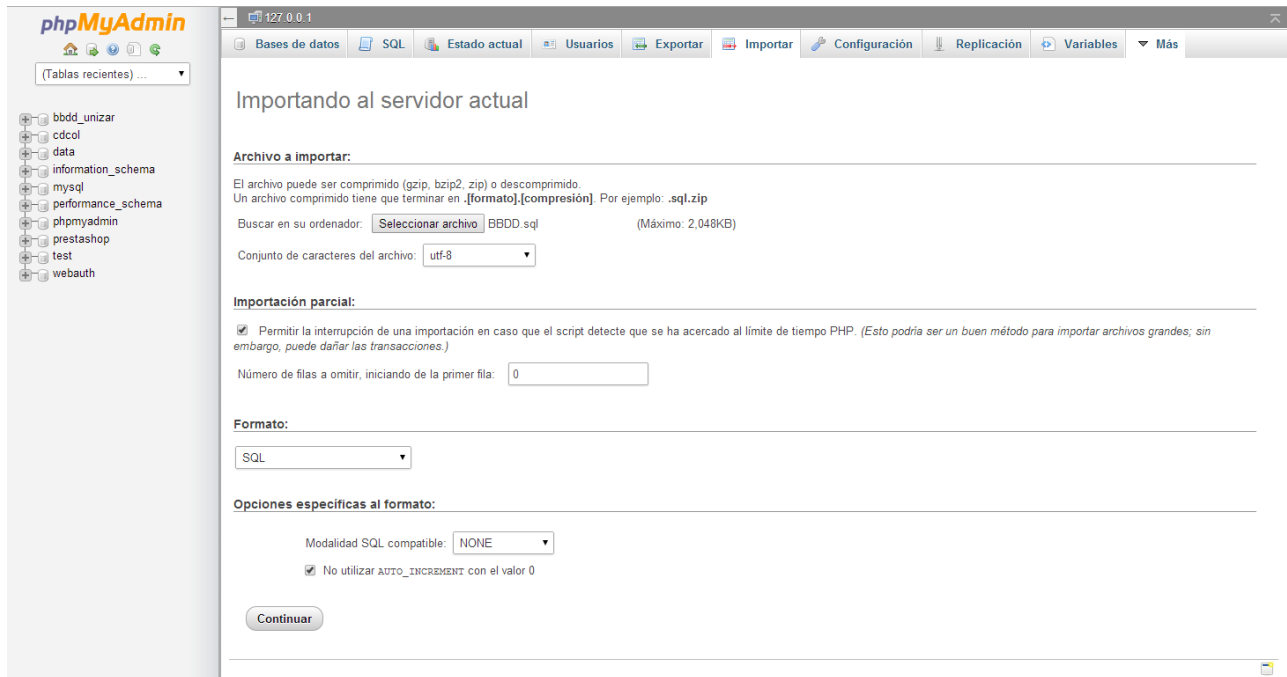 phpMyAdmin
(Tablas recientes) ...
bbdd_unizar
cdcol
data
information_schema
mysql
performance_schema
phpmyadmin
prestashop
test
webauth
127.0.0.1
Bases de datos SQL Estado actual Usuarios Exportar Importar Configuración Replicación Variables Más
Importando al servidor actual
Archivo a importar:
El archivo puede ser comprimido (gzip, bzip2, zip) o descomprimido.
Un archivo comprimido tiene que terminar en .[formato].[compresión]. Por ejemplo: .sql.zip
Buscar en su ordenador: Seleccionar archivo BBDD.sql (Máximo: 2,048KB)
Conjunto de caracteres del archivo: utf-8
Importación parcial:
Permitir la interrupción de una importación en caso que el script detecte que se ha acercado al límite de tiempo PHP. (Esto podría ser un buen método para importar archivos grandes; sin
embargo, puede dañar las transacciones.)
Número de filas a omitir, iniciando de la primer fila: 0
Formato:
SQL
Opciones específicas al formato:
Modalidad SQL compatible: NONE
No utilizar AUTO_INCREMENT con el valor 0
Continuar